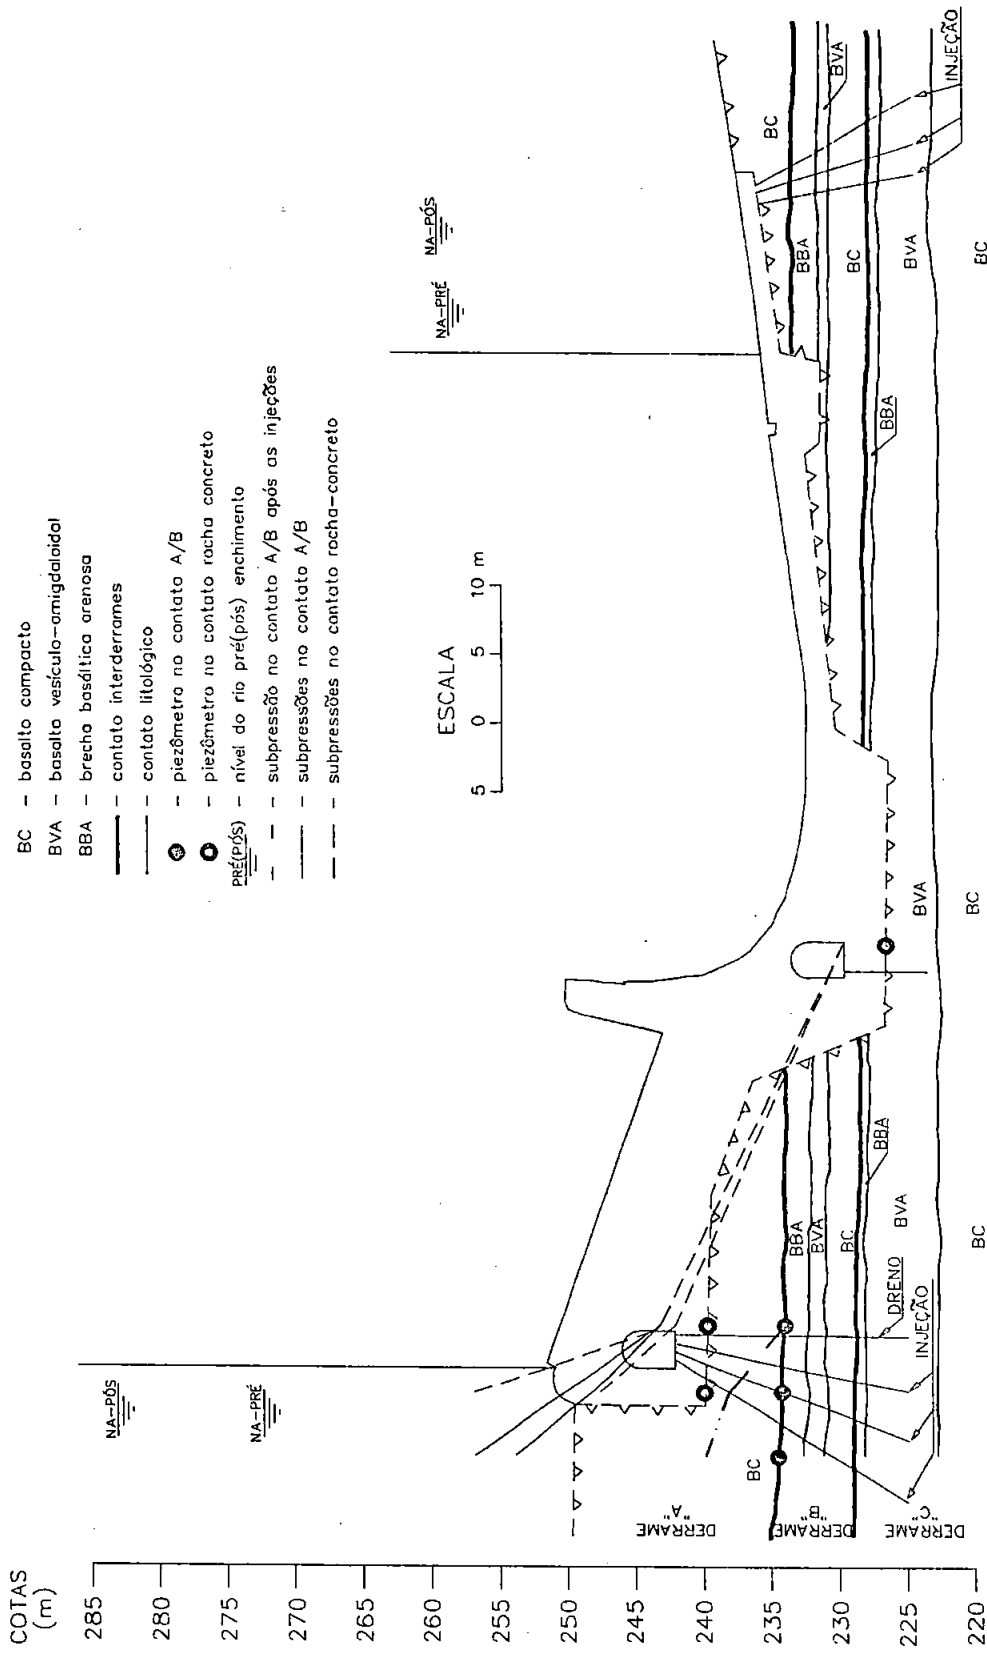 COTAS
(m)
285
280
275
270
265
260
255
250
245
240
235
230
225
220
BC – basalto compacto
BVA – basalto vesículo-amigdaloidal
BBA – brecha basáltica arenosa
– contato interderrames
– contato litológico
– piezômetro no contato A/B
– piezômetro no contato rocha concreto
PRÉ(PÓS) – nível do rio pré(pós) enchimento
– subpressão no contato A/B após as injeções
– subpressões no contato A/B
– subpressões no contato rocha-concreto
ESCALA
5 0 5 10 m
NA-PÓS
NA-PRÉ
NA-PRÉ
NA-PÓS
DERRAME "A"
DERRAME "B"
DERRAME "C"
BC
BBA
BVA
BC
BBA
BVA
BC
DRENO
INJEÇÃO
BVA
BC
BC
BVA
BBA
BC
BBA
BVA
BC
INJEÇÃO